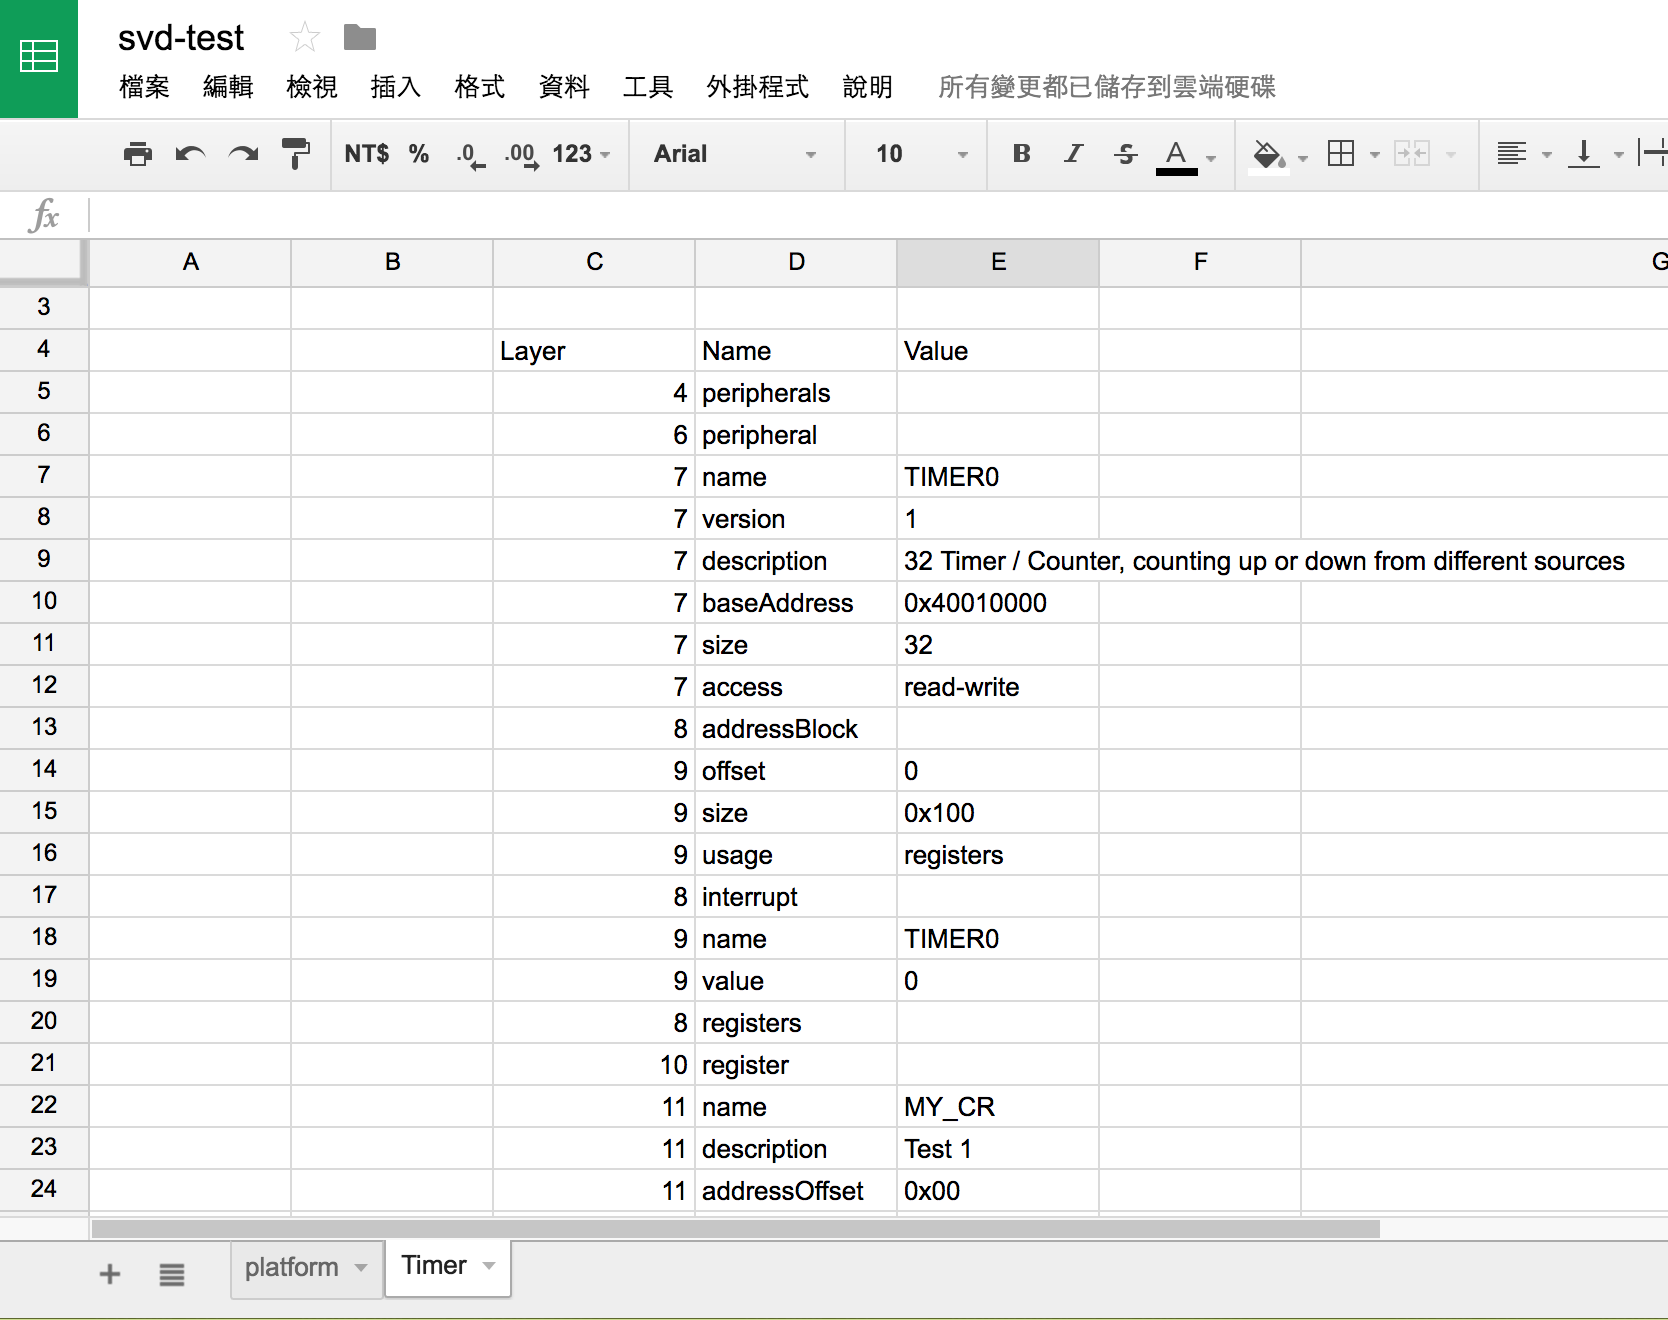 svd-test
檔案 編輯 檢視 插入 格式 資料 工具 外掛程式 說明 所有變更都已儲存到雲端硬碟
NT$ % .0 .00 123 Arial 10 B I S A
fx
A B C D E F G
3
4 Layer Name Value
5 4 peripherals
6 6 peripheral
7 7 name TIMER0
8 7 version 1
9 7 description 32 Timer / Counter, counting up or down from different sources
10 7 baseAddress 0x40010000
11 7 size 32
12 7 access read-write
13 8 addressBlock
14 9 offset 0
15 9 size 0x100
16 9 usage registers
17 8 interrupt
18 9 name TIMER0
19 9 value 0
20 8 registers
21 10 register
22 11 name MY_CR
23 11 description Test 1
24 11 addressOffset 0x00
platform Timer